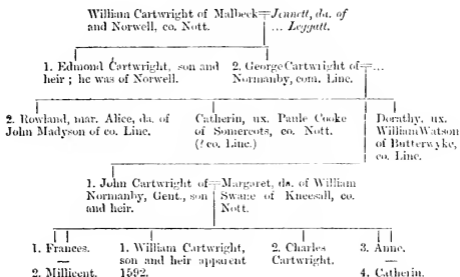 William Cartwright of Malbeck = Jennett, da. of
and Norwell, co. Nott. ... Leggatt.
1. Edmond Cartwright, son and heir; he was of Norwell.
2. George Cartwright of = ...
Normanby, com. Linc.
2. Rowland, mar. Alice, da. of
John Madyson of co. Linc.
Catherin, ux. Paule Cooke
of Somercots, co. Nott.
(? co. Linc.)
Dorathy, ux.
William Watson
of Butterwyke,
co. Linc.
1. John Cartwright of = Margaret, da. of William
Normanby, Gent., son Swane of Kneesall, co.
and heir. Nott.
1. Frances.
—
2. Millicent.
1. William Cartwright,
son and heir apparent
1592.
2. Charles
Cartwright.
3. Anne.
—
4. Catherin.